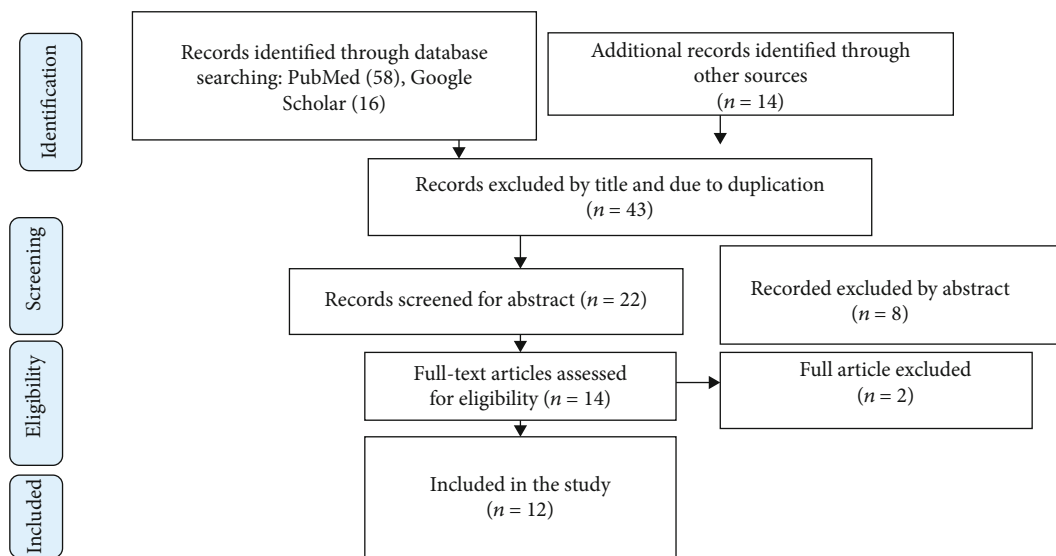 Identification
Records identified through database
searching: PubMed (58), Google
Scholar (16)
Additional records identified through
other sources
(n = 14)
Records excluded by title and due to duplication
(n = 43)
Screening
Records screened for abstract (n = 22)
Recorded excluded by abstract
(n = 8)
Eligibility
Full-text articles assessed
for eligibility (n = 14)
Full article excluded
(n = 2)
Included
Included in the study
(n = 12)